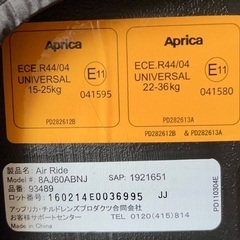 Aprica
ECE.R44/04
UNIVERSAL
15-25kg
E11
041595
PD282612B
Aprica
ECE.R44/04
UNIVERSAL
22-36kg
E11
041580
PD282612B & PD282613A
製品名: Air Ride
Model#: 8AJ60ABNJ SAP: 1921651
品番: 93489
ロット番号: 160214E0036995 JJ
アップリカ・チルドレンズプロダクツ合同会社
お客様サポートセンター TEL 0120(415)814
Made in China
PD110304E